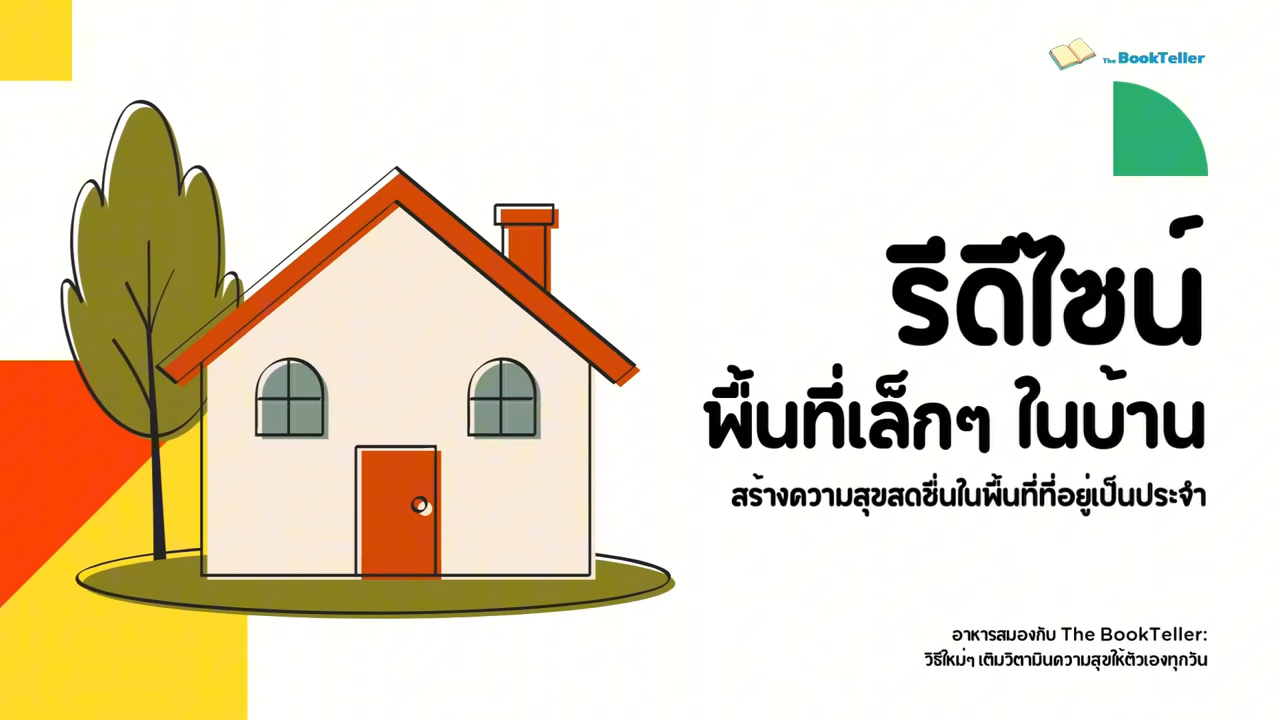 The BookTeller
รีดีไซน์
พื้นที่เล็กๆ ในบ้าน
สร้างความสุขสดชื่นในพื้นที่ที่อยู่เป็นประจำ
อาหารสมองกับ The BookTeller:
วิธีใหม่ๆ เติมวิตามินความสุขให้ตัวเองทุกวัน